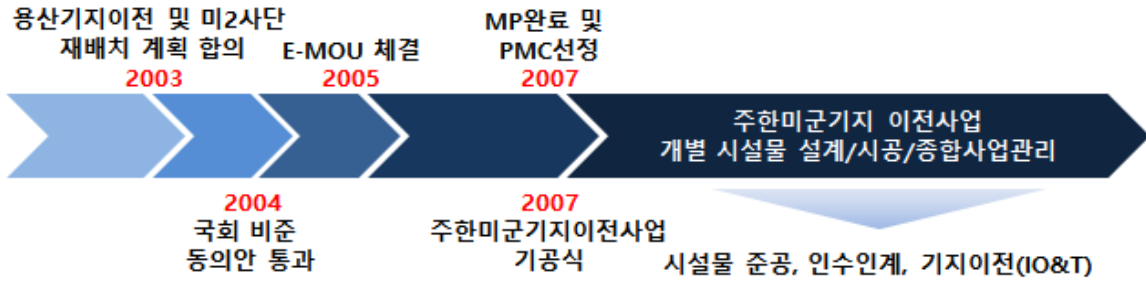 용산기지이전 및 미2사단
재배치 계획 합의
2003
E-MOU 체결
2005
MP완료 및
PMC선정
2007
주한미군기지 이전사업
개별 시설물 설계/시공/종합사업관리
2004
국회 비준
동의안 통과
2007
주한미군기지이전사업
기공식
시설물 준공, 인수인계, 기지이전(IO&T)